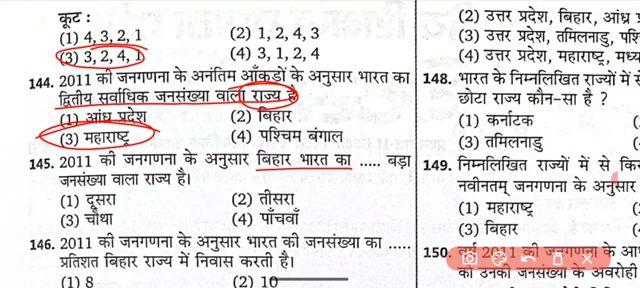 कूट :
(1) 4, 3, 2, 1 (2) 1, 2, 4, 3
(3) 3, 2, 4, 1 (4) 3, 1, 2, 4
144. 2011 की जनगणना के अनंतिम आँकडों के अनुसार भारत का
द्वितीय सर्वाधिक जनसंख्या वाला राज्य है
(1) आंध्र प्रदेश (2) बिहार
(3) महाराष्ट्र (4) पश्चिम बंगाल
145. 2011 की जनगणना के अनुसार बिहार भारत का ..... बड़ा
जनसंख्या वाला राज्य है।
(1) दूसरा (2) तीसरा
(3) चौथा (4) पाँचवाँ
146. 2011 की जनगणना के अनुसार भारत की जनसंख्या का .....
प्रतिशत बिहार राज्य में निवास करती है।
(1) 8 (2) 10
(2) उत्तर प्रदेश, बिहार, आंध्र
(3) उत्तर प्रदेश, तमिलनाडु,
(4) उत्तर प्रदेश, महाराष्ट्र,
148. भारत के निम्नलिखित राज्यों में
छोटा राज्य कौन-सा है ?
(1) कर्नाटक
(3) तमिलनाडु
149. निम्नलिखित राज्यों में से
नवीनतम् जनगणना के अनुसार
(1) महाराष्ट्र
(3) बिहार
150. वर्ष 2011 की जनगणना के
को उनकी जनसंख्या के अवरोही